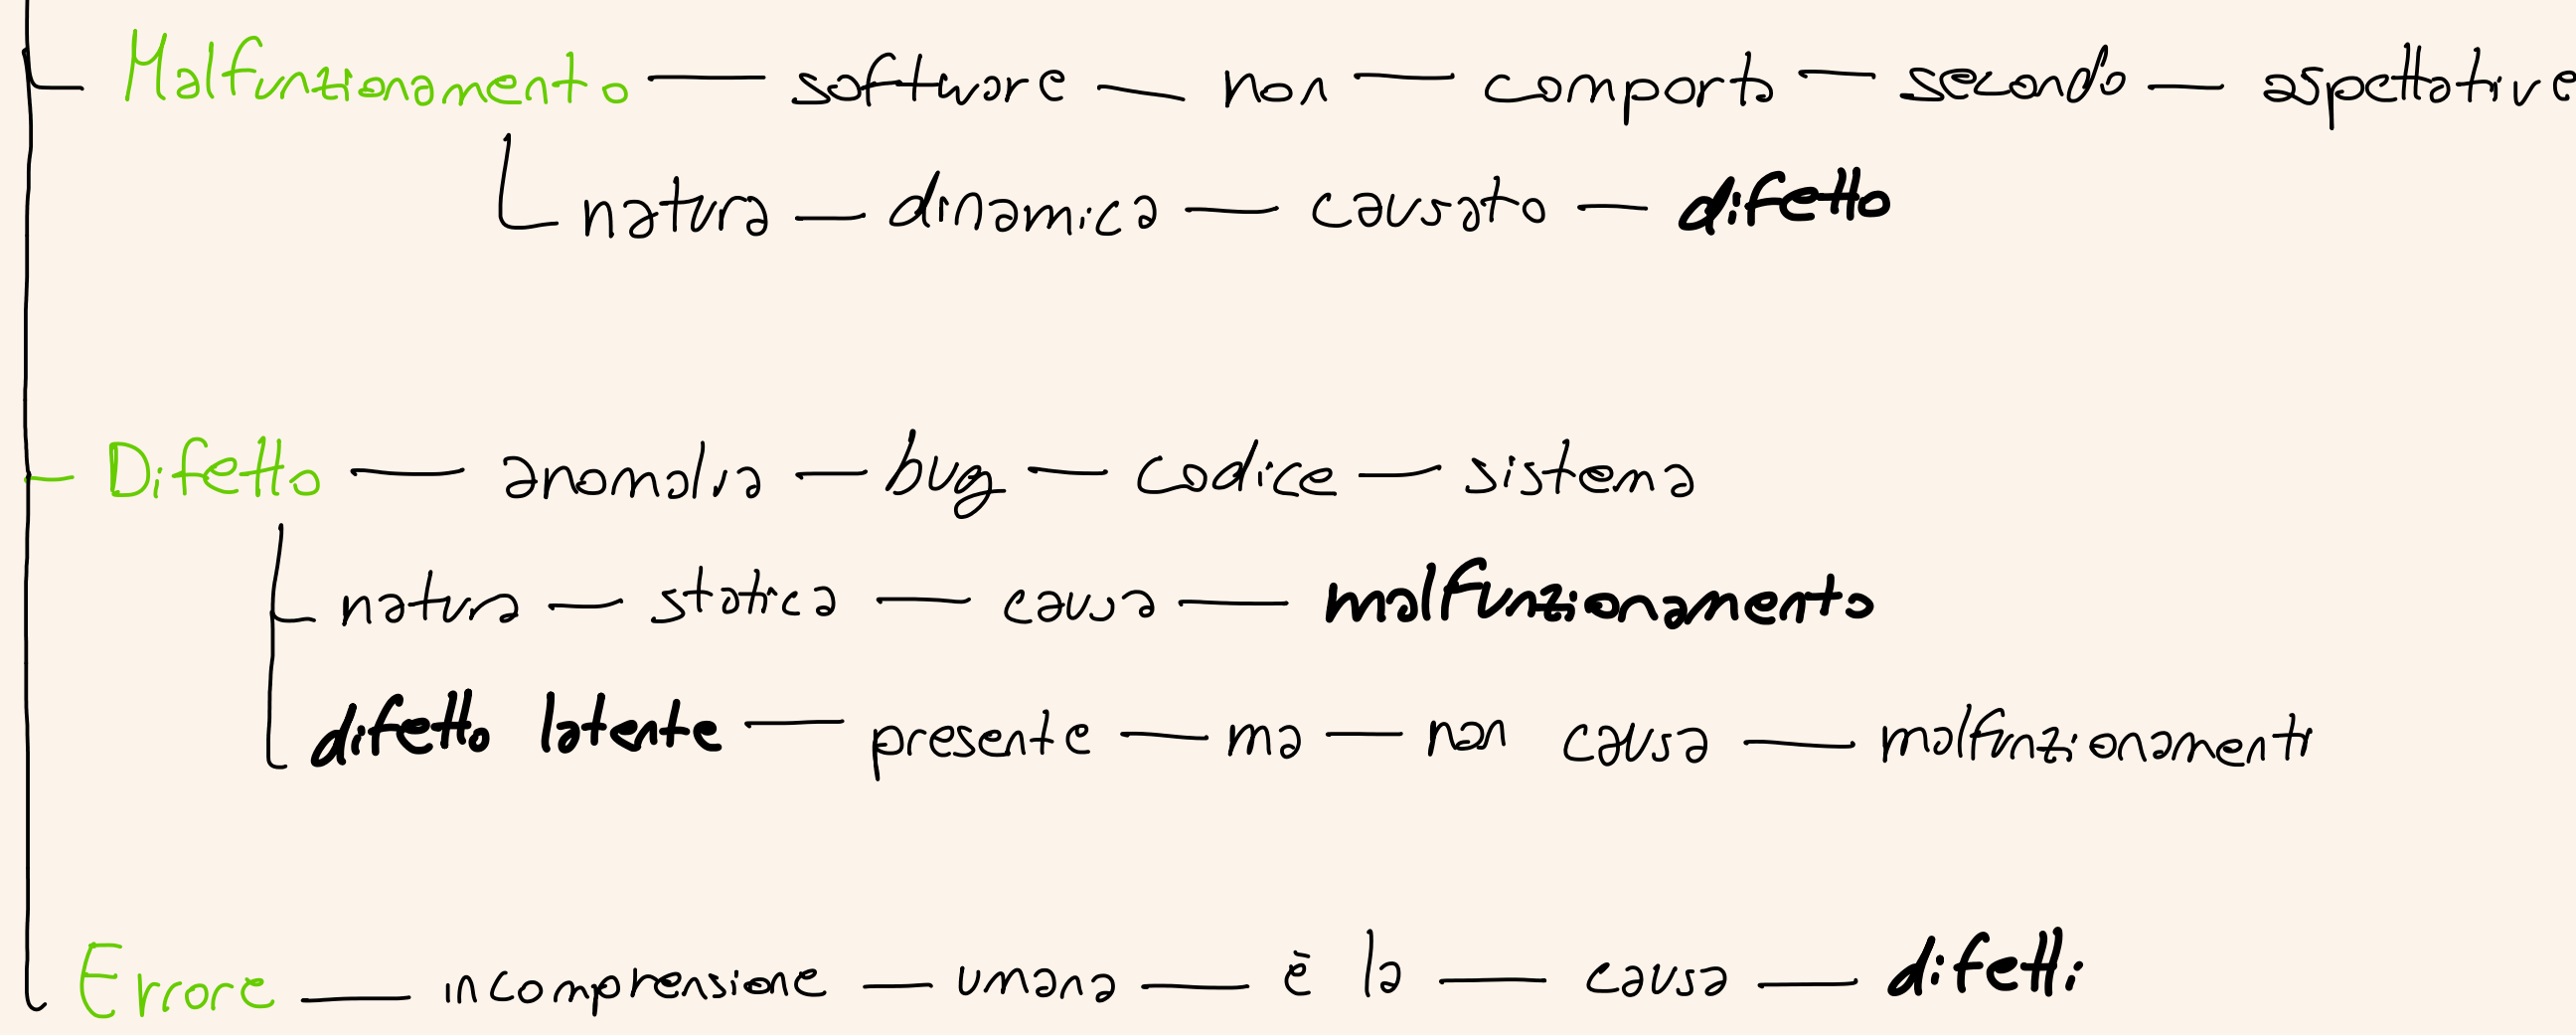 Malfunzionamento — software — non — comporta — secondo — aspettative
natura — dinamica — causato — difetto
Difetto — anomalia — bug — codice — sistema
natura — statica — causa — malfunzionamento
difetto latente — presente — ma — non causa — malfunzionamenti
Errore — incomprensione — umana — è la — causa — difetti